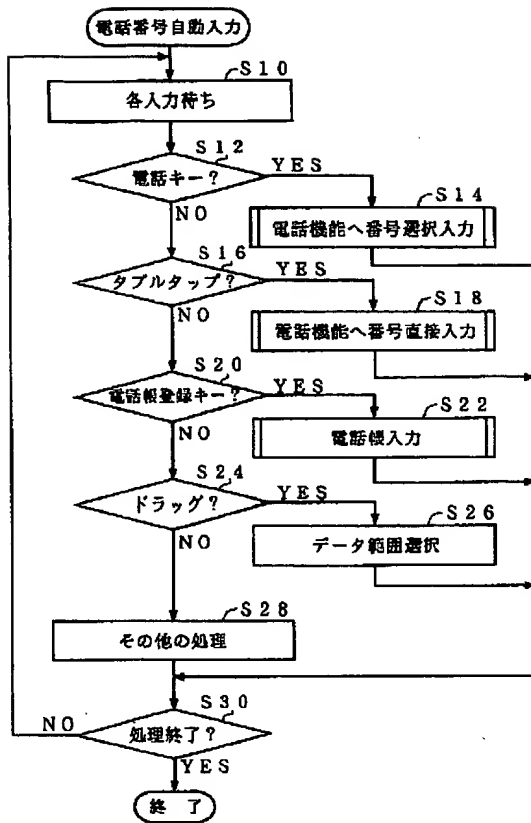 電話番号自助入力
S10
各入力待ち
S12
電話キー?
YES
NO
S14
電話機能へ番号選択入力
S16
タブルタップ?
YES
NO
S18
電話機能へ番号直接入力
S20
電話帳登録キー?
YES
NO
S22
電話帳入力
S24
ドラッグ?
YES
NO
S26
データ範囲選択
S28
その他の処理
S30
処理終了?
NO
YES
終 了